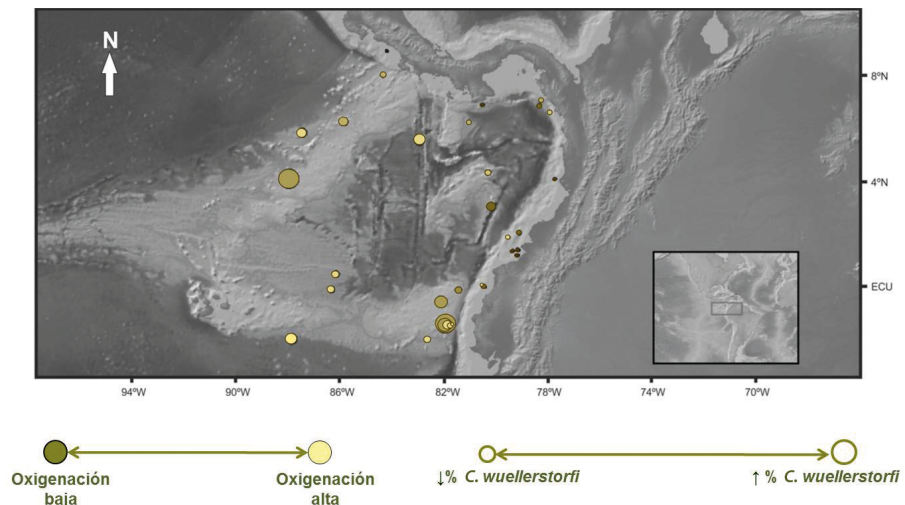 N
8ºN
4ºN
ECU
94ºW
90ºW
86ºW
82ºW
78ºW
74ºW
70ºW
Oxigenación
baja
Oxigenación
alta
↓% C. wuellerstorfi
↑ % C. wuellerstorfi